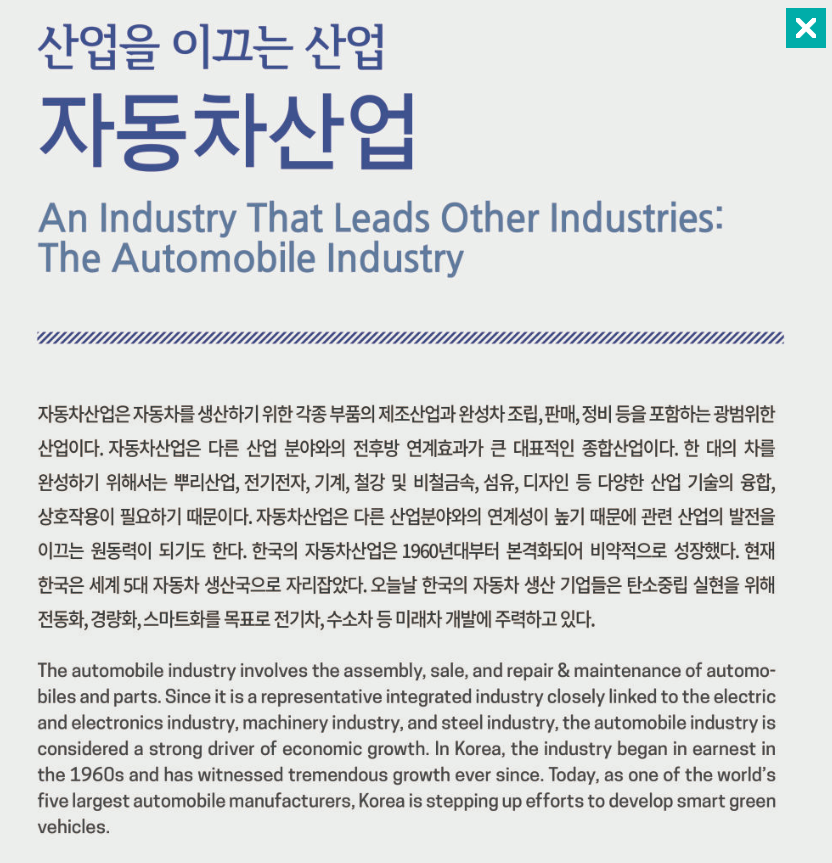 산업을 이끄는 산업
자동차산업
An Industry That Leads Other Industries:
The Automobile Industry
자동차산업은 자동차를 생산하기 위한 각종 부품의 제조산업과 완성차 조립, 판매, 정비 등을 포함하는 광범위한
산업이다. 자동차산업은 다른 산업 분야와의 전후방 연계효과가 큰 대표적인 종합산업이다. 한 대의 차를
완성하기 위해서는 뿌리산업, 전기전자, 기계, 철강 및 비철금속, 섬유, 디자인 등 다양한 산업 기술의 융합,
상호작용이 필요하기 때문이다. 자동차산업은 다른 산업분야와의 연계성이 높기 때문에 관련 산업의 발전을
이끄는 원동력이 되기도 한다. 한국의 자동차산업은 1960년대부터 본격화되어 비약적으로 성장했다. 현재
한국은 세계 5대 자동차 생산국으로 자리잡았다. 오늘날 한국의 자동차 생산 기업들은 탄소중립 실현을 위해
전동화, 경량화, 스마트화를 목표로 전기차, 수소차 등 미래차 개발에 주력하고 있다.
The automobile industry involves the assembly, sale, and repair & maintenance of automo-
biles and parts. Since it is a representative integrated industry closely linked to the electric
and electronics industry, machinery industry, and steel industry, the automobile industry is
considered a strong driver of economic growth. In Korea, the industry began in earnest in
the 1960s and has witnessed tremendous growth ever since. Today, as one of the world's
five largest automobile manufacturers, Korea is stepping up efforts to develop smart green
vehicles.